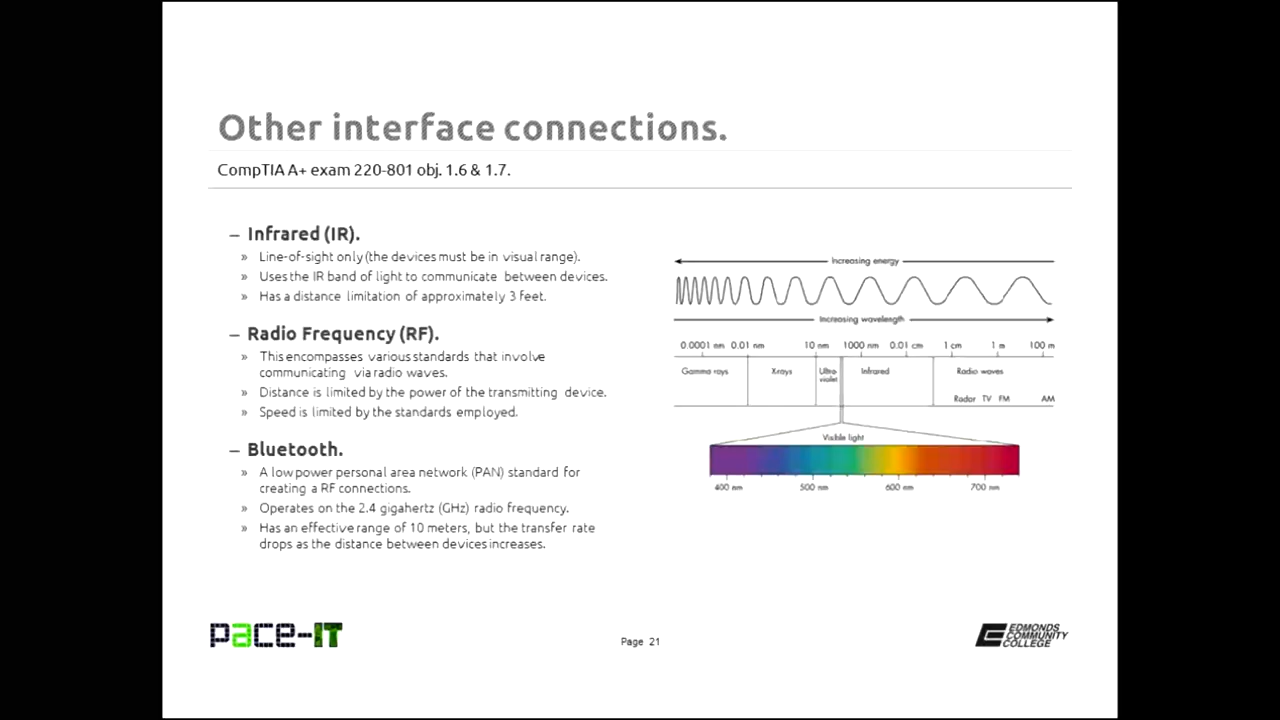 Other interface connections.
CompTIA A+ exam 220-801 obj. 1.6 & 1.7.
– Infrared (IR).
» Line-of-sight only (the devices must be in visual range).
» Uses the IR band of light to communicate between devices.
» Has a distance limitation of approximately 3 feet.
– Radio Frequency (RF).
» This encompasses various standards that involve
communicating via radio waves.
» Distance is limited by the power of the transmitting device.
» Speed is limited by the standards employed.
– Bluetooth.
» A low power personal area network (PAN) standard for
creating a RF connections.
» Operates on the 2.4 gigahertz (GHz) radio frequency.
» Has an effective range of 10 meters, but the transfer rate
drops as the distance between devices increases.
Increasing energy
Increasing wavelength
0.0001 nm 0.01 nm 10 nm 1000 nm 0.01 cm 1 cm 1 m 100 m
Gamma rays X-rays Ultra- Infrared Radio waves
violet
Radar TV FM AM
Visible light
400 nm 500 nm 600 nm 700 nm
pace-IT
Page 21
EDMONDS
COMMUNITY
COLLEGE